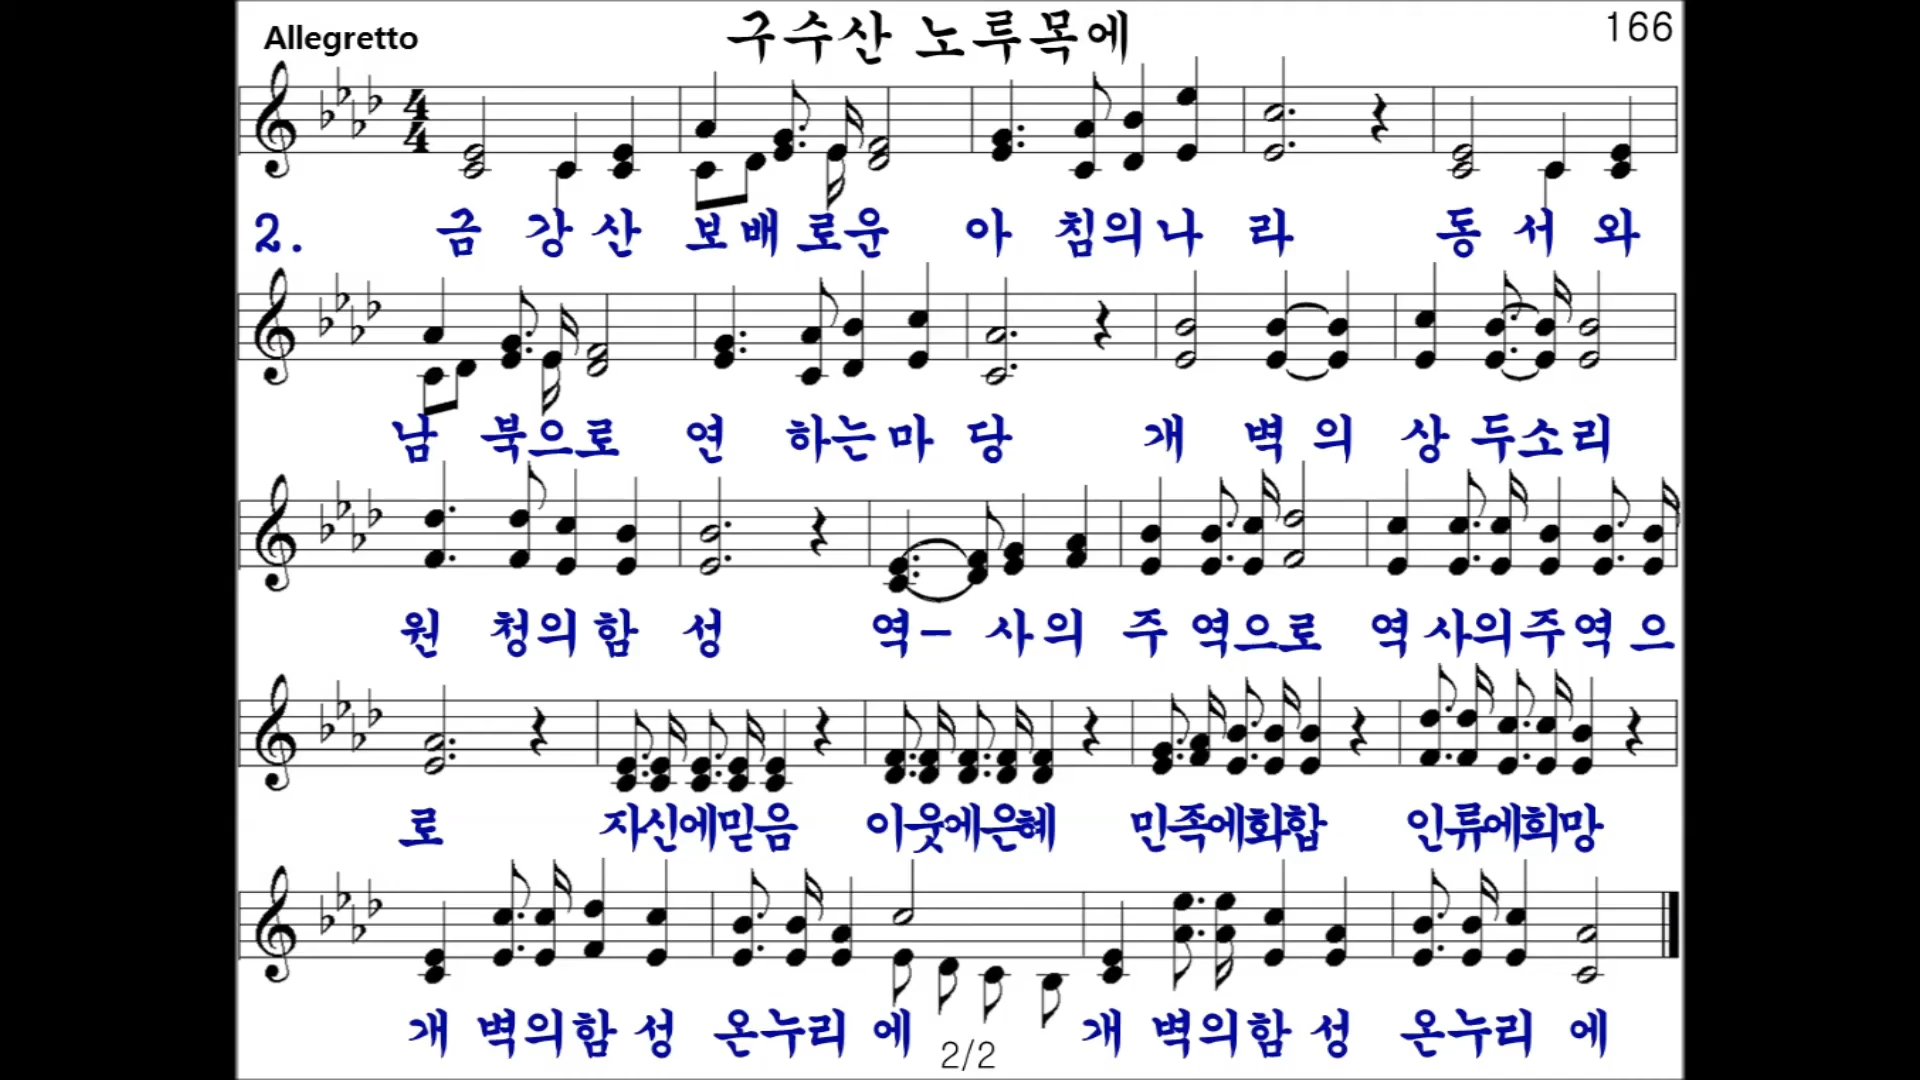 Allegretto
구수산 노루목에
166
2. 금 강 산 보 배 로운 아 침의 나 라 동 서 와
남 북으로 연 하는 마 당 개 벽 의 상 두소리
원 청의 함 성 역- 사 의 주 역으로 역 사의 주 역 으
로 자신에믿음 이웃에은혜 민족에화합 인류에희망
개 벽의 함 성 온누리 에 개 벽의 함 성 온누리 에
2/2